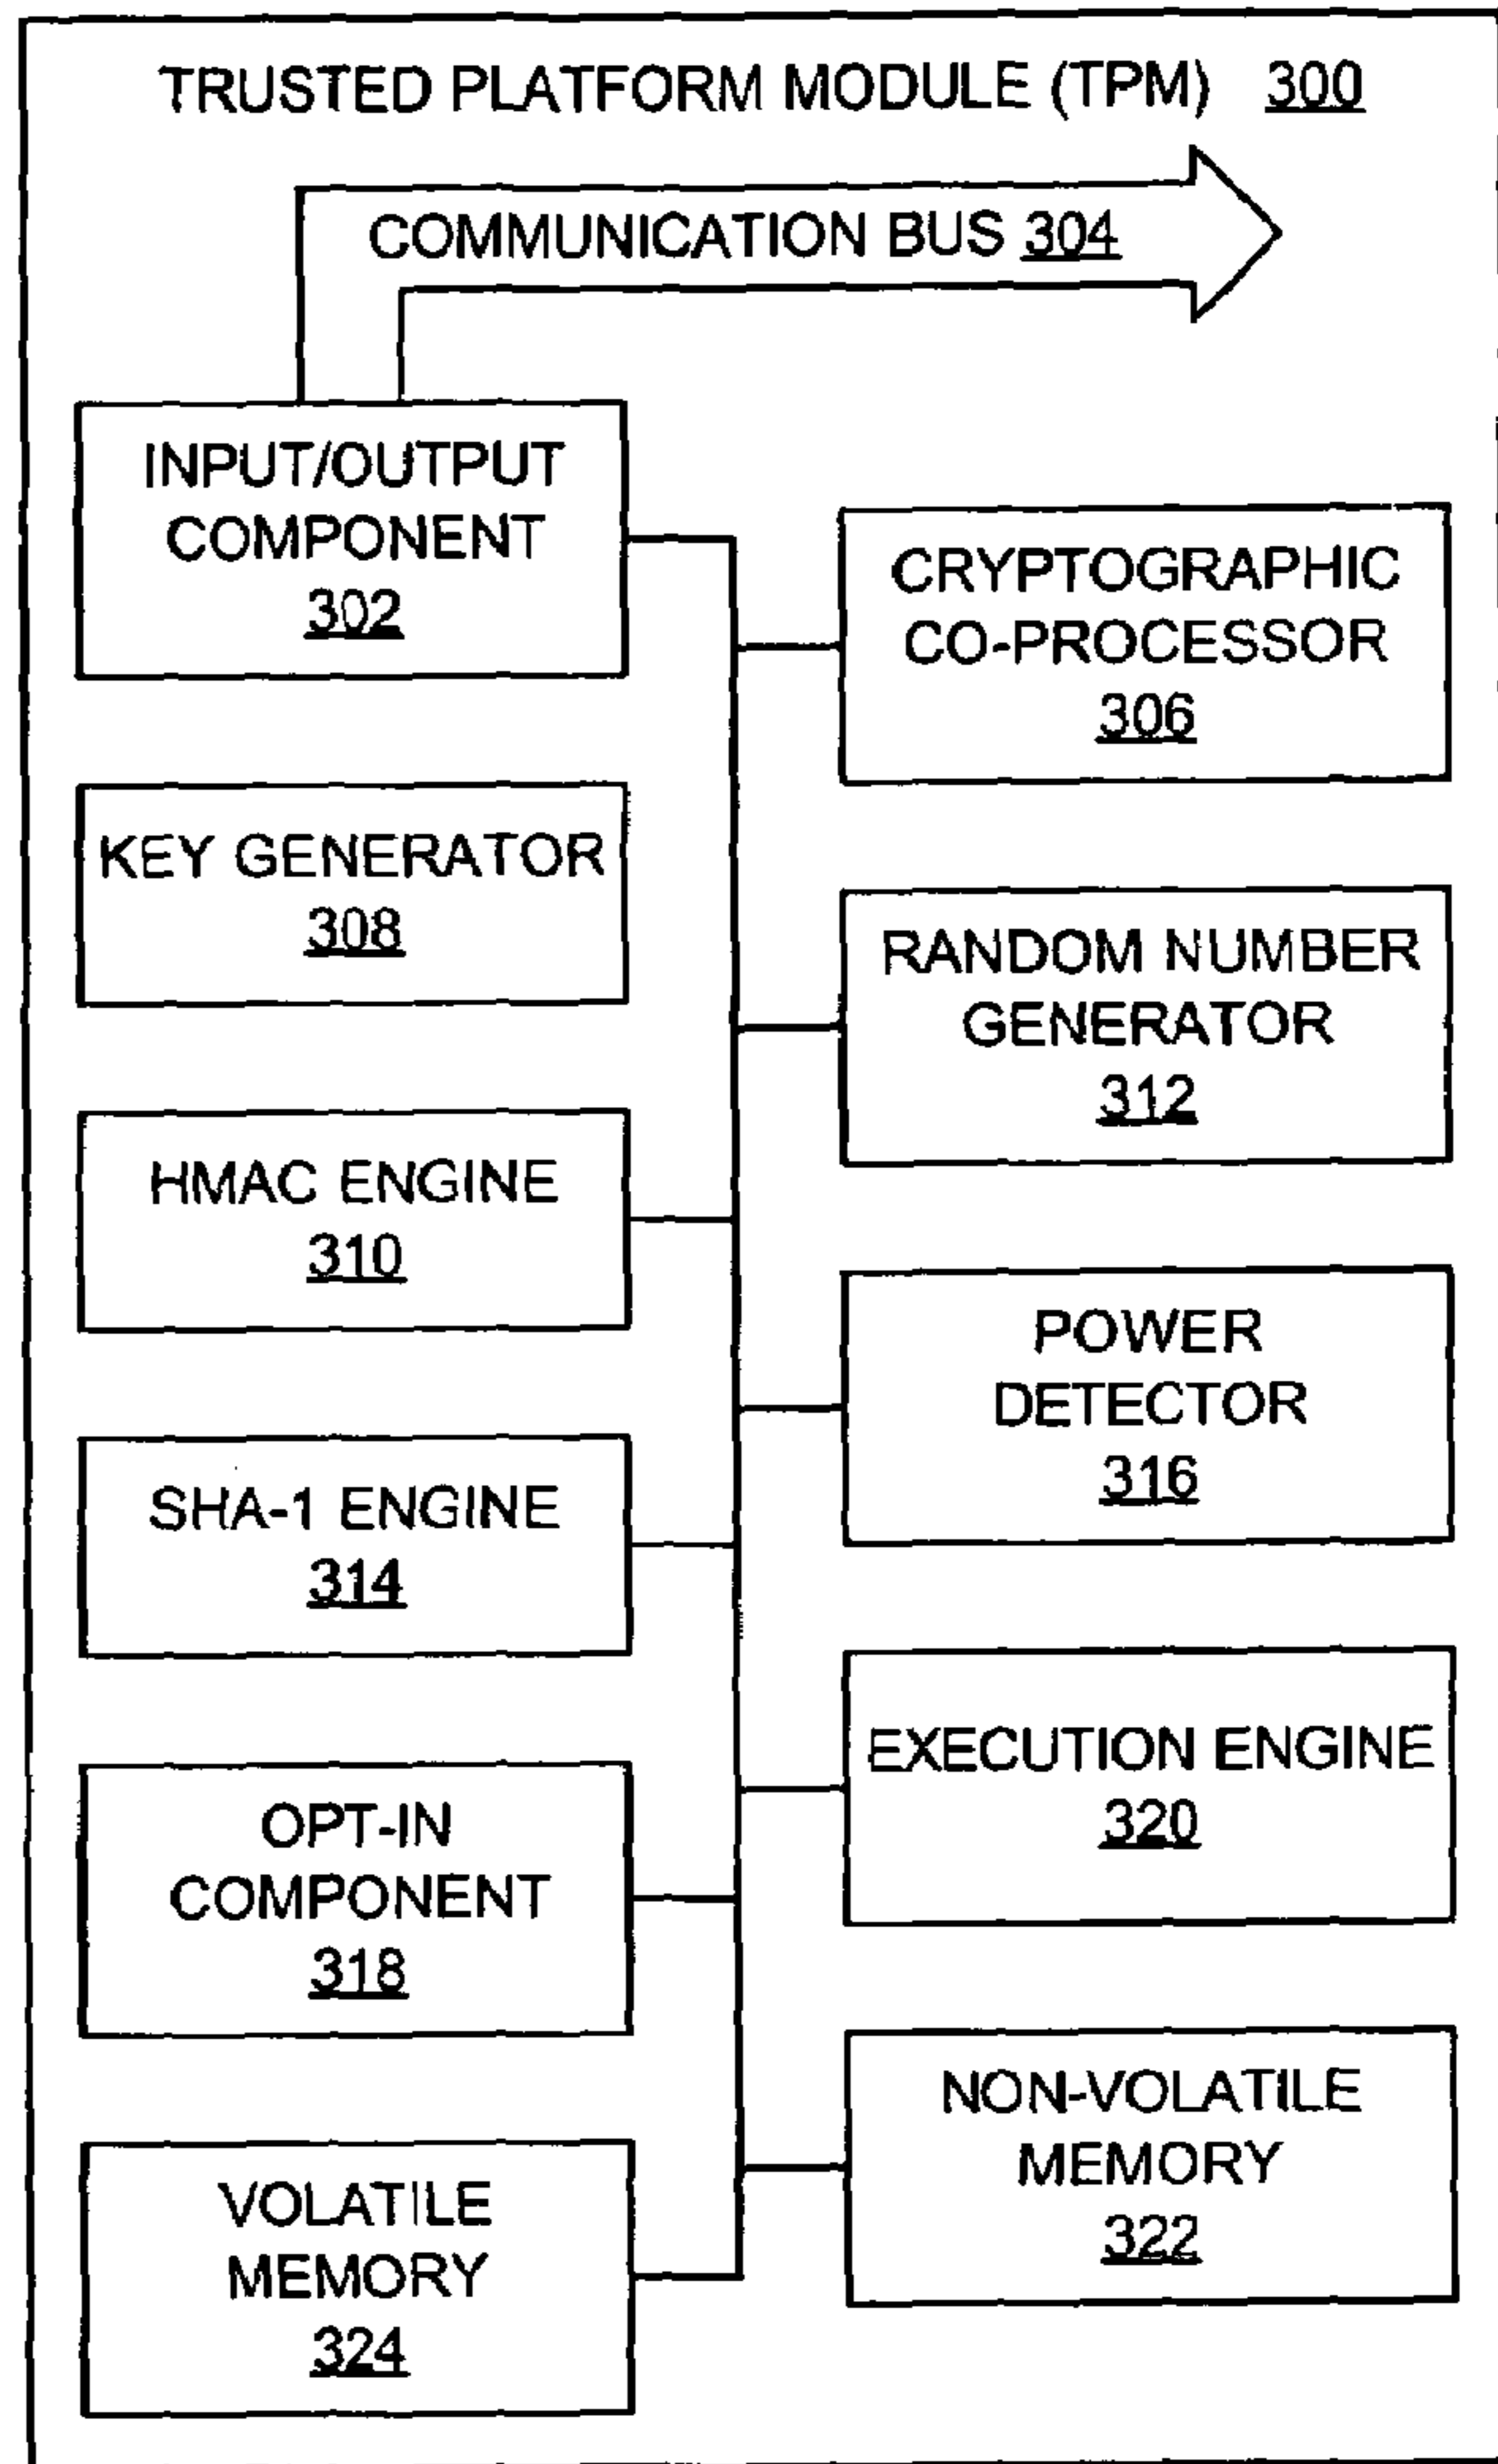 TRUSTED PLATFORM MODULE (TPM) 300
COMMUNICATION BUS 304
INPUT/OUTPUT
COMPONENT
302
CRYPTOGRAPHIC
CO-PROCESSOR
306
KEY GENERATOR
308
RANDOM NUMBER
GENERATOR
312
HMAC ENGINE
310
POWER
DETECTOR
316
SHA-1 ENGINE
314
EXECUTION ENGINE
320
OPT-IN
COMPONENT
318
NON-VOLATILE
MEMORY
322
VOLATILE
MEMORY
324